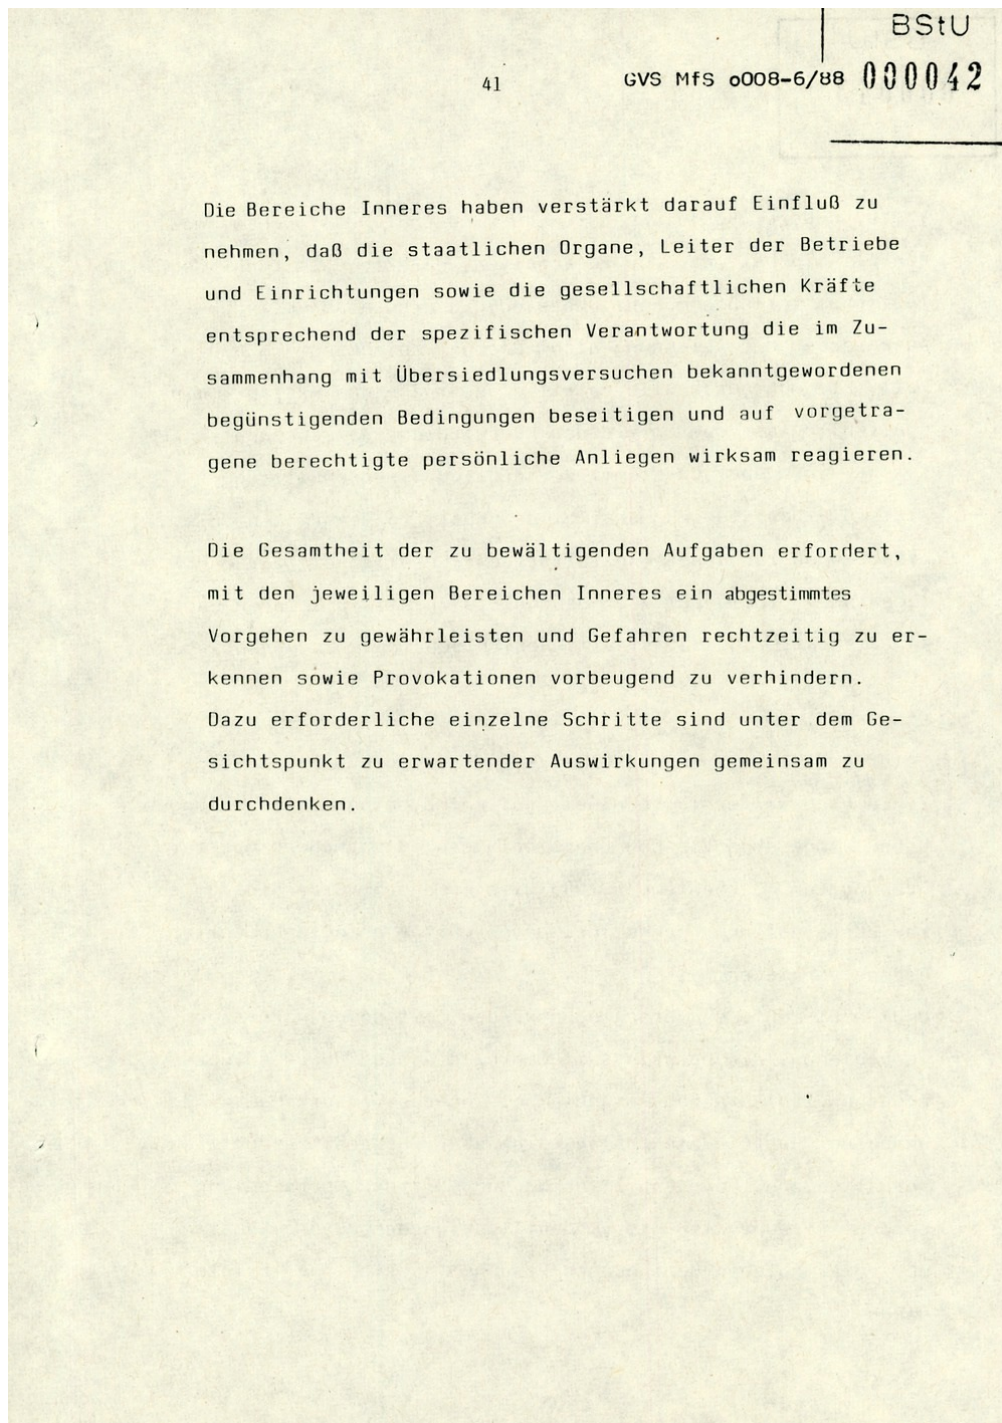 BStU
41 GVS MfS o008-6/88 000042
Die Bereiche Inneres haben verstärkt darauf Einfluß zu
nehmen, daß die staatlichen Organe, Leiter der Betriebe
und Einrichtungen sowie die gesellschaftlichen Kräfte
entsprechend der spezifischen Verantwortung die im Zu-
sammenhang mit Übersiedlungsversuchen bekanntgewordenen
begünstigenden Bedingungen beseitigen und auf vorgetra-
gene berechtigte persönliche Anliegen wirksam reagieren.
Die Gesamtheit der zu bewältigenden Aufgaben erfordert,
mit den jeweiligen Bereichen Inneres ein abgestimmtes
Vorgehen zu gewährleisten und Gefahren rechtzeitig zu er-
kennen sowie Provokationen vorbeugend zu verhindern.
Dazu erforderliche einzelne Schritte sind unter dem Ge-
sichtspunkt zu erwartender Auswirkungen gemeinsam zu
durchdenken.